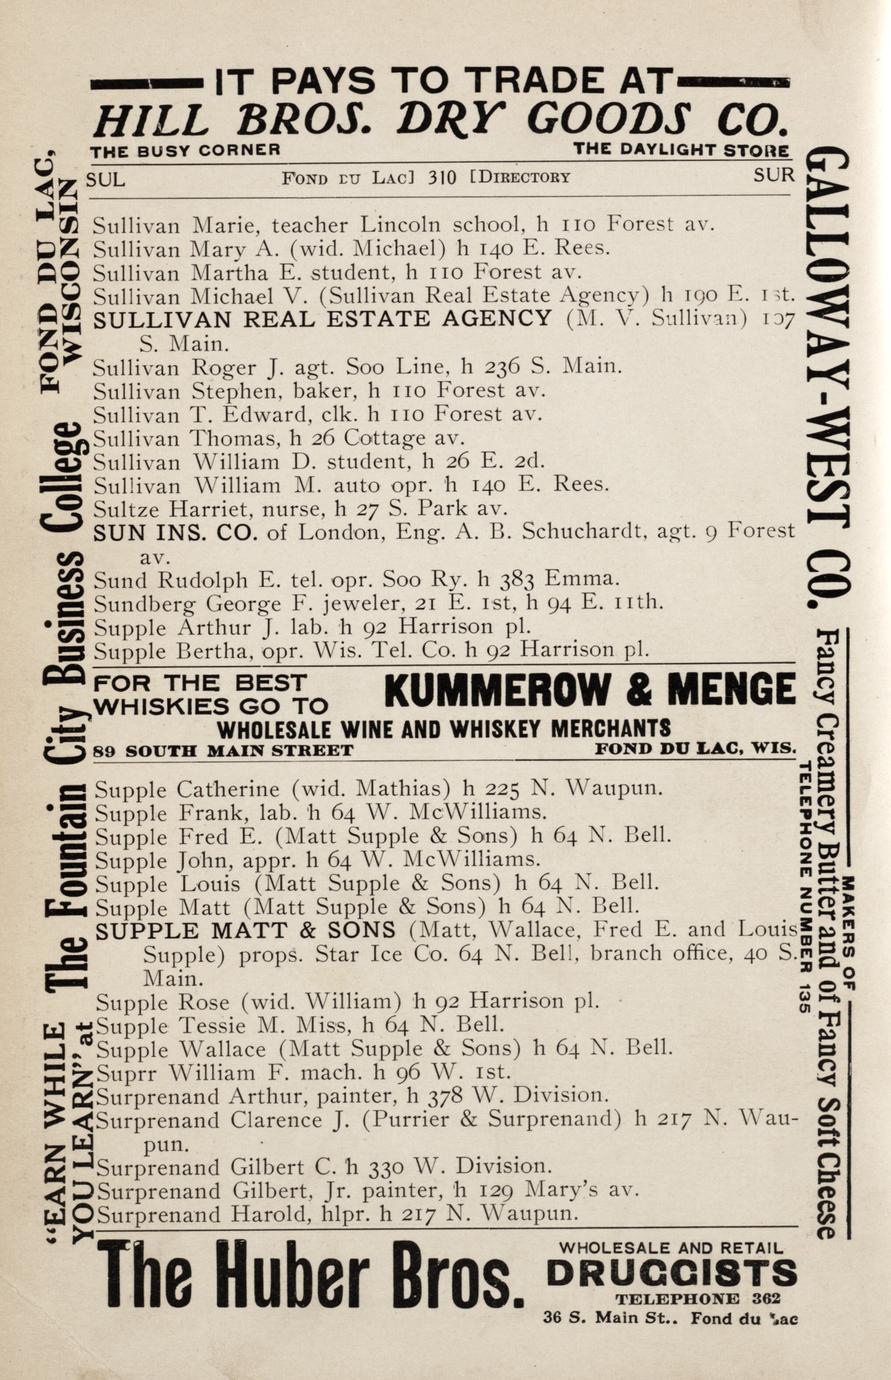 IT PAYS TO TRADE AT
HILL BROS. DRY GOODS CO.
THE BUSY CORNER THE DAYLIGHT STORE
SUL FOND DU LAC] 310 [DIRECTORY SUR
Sullivan Marie, teacher Lincoln school, h 110 Forest av.
Sullivan Mary A. (wid. Michael) h 140 E. Rees.
Sullivan Martha E. student, h 110 Forest av.
Sullivan Michael V. (Sullivan Real Estate Agency) h 190 E. 1st.
SULLIVAN REAL ESTATE AGENCY (M. V. Sullivan) 107
S. Main.
Sullivan Roger J. agt. Soo Line, h 236 S. Main.
Sullivan Stephen, baker, h 110 Forest av.
Sullivan T. Edward, clk. h 110 Forest av.
Sullivan Thomas, h 26 Cottage av.
Sullivan William D. student, h 26 E. 2d.
Sullivan William M. auto opr. h 140 E. Rees.
Sultze Harriet, nurse, h 27 S. Park av.
SUN INS. CO. of London, Eng. A. B. Schuchardt, agt. 9 Forest
av.
Sund Rudolph E. tel. opr. Soo Ry. h 383 Emma.
Sundberg George F. jeweler, 21 E. 1st, h 94 E. 11th.
Supple Arthur J. lab. h 92 Harrison pl.
Supple Bertha, opr. Wis. Tel. Co. h 92 Harrison pl.
FOR THE BEST
WHISKIES GO TO
KUMMEROW & MENGE
WHOLESALE WINE AND WHISKEY MERCHANTS
89 SOUTH MAIN STREET FOND DU LAC, WIS.
Supple Catherine (wid. Mathias) h 225 N. Waupun.
Supple Frank, lab. h 64 W. McWilliams.
Supple Fred E. (Matt Supple & Sons) h 64 N. Bell.
Supple John, appr. h 64 W. McWilliams.
Supple Louis (Matt Supple & Sons) h 64 N. Bell.
Supple Matt (Matt Supple & Sons) h 64 N. Bell.
SUPPLE MATT & SONS (Matt, Wallace, Fred E. and Louis
Supple) props. Star Ice Co. 64 N. Bell, branch office, 40 S.
Main.
Supple Rose (wid. William) h 92 Harrison pl.
Supple Tessie M. Miss, h 64 N. Bell.
Supple Wallace (Matt Supple & Sons) h 64 N. Bell.
Suprr William F. mach. h 96 W. 1st.
Surprenand Arthur, painter, h 378 W. Division.
Surprenand Clarence J. (Purrier & Surprenand) h 217 N. Wau-
pun.
Surprenand Gilbert C. h 330 W. Division.
Surprenand Gilbert, Jr. painter, h 129 Mary's av.
Surprenand Harold, hlpr. h 217 N. Waupun.
The Huber Bros.
WHOLESALE AND RETAIL
DRUGGISTS
TELEPHONE 362
36 S. Main St.. Fond du Lac
"EARN WHILE
YOU LEARN" at
The Fountain City Business College
FOND DU LAC,
WISCONSIN
GALLOWAY-WEST CO.
MAKERS OF
Fancy Creamery Butter and of Fancy Soft Cheese
TELEPHONE NUMBER 135